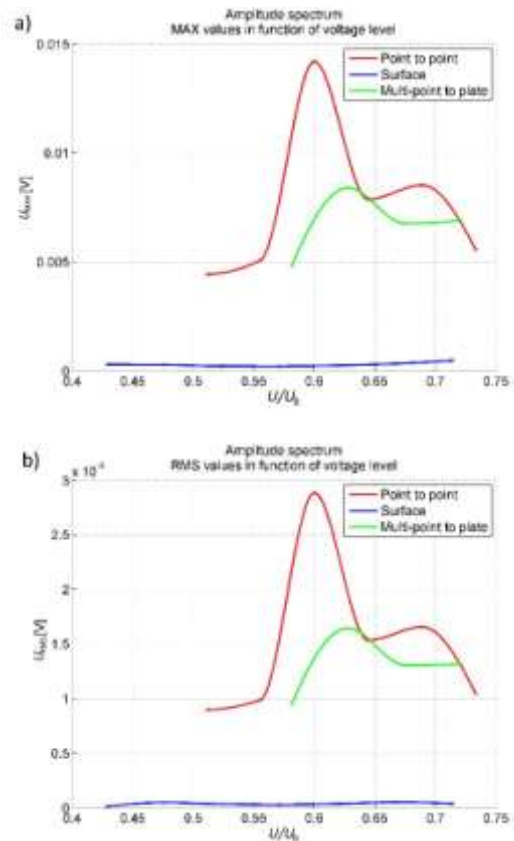 a)
Amplitude spectrum
MAX values in function of voltage level
0.015
0.01
0.005
0
Point to point
Surface
Multi-point to plate
0.4 0.45 0.5 0.55 0.6 0.65 0.7 0.75
U/U
b)
Amplitude spectrum
RMS values in function of voltage level
3
2.5
2
1.5
1
0.5
0
Point to point
Surface
Multi-point to plate
0.4 0.45 0.5 0.55 0.6 0.65 0.7 0.75
U/U